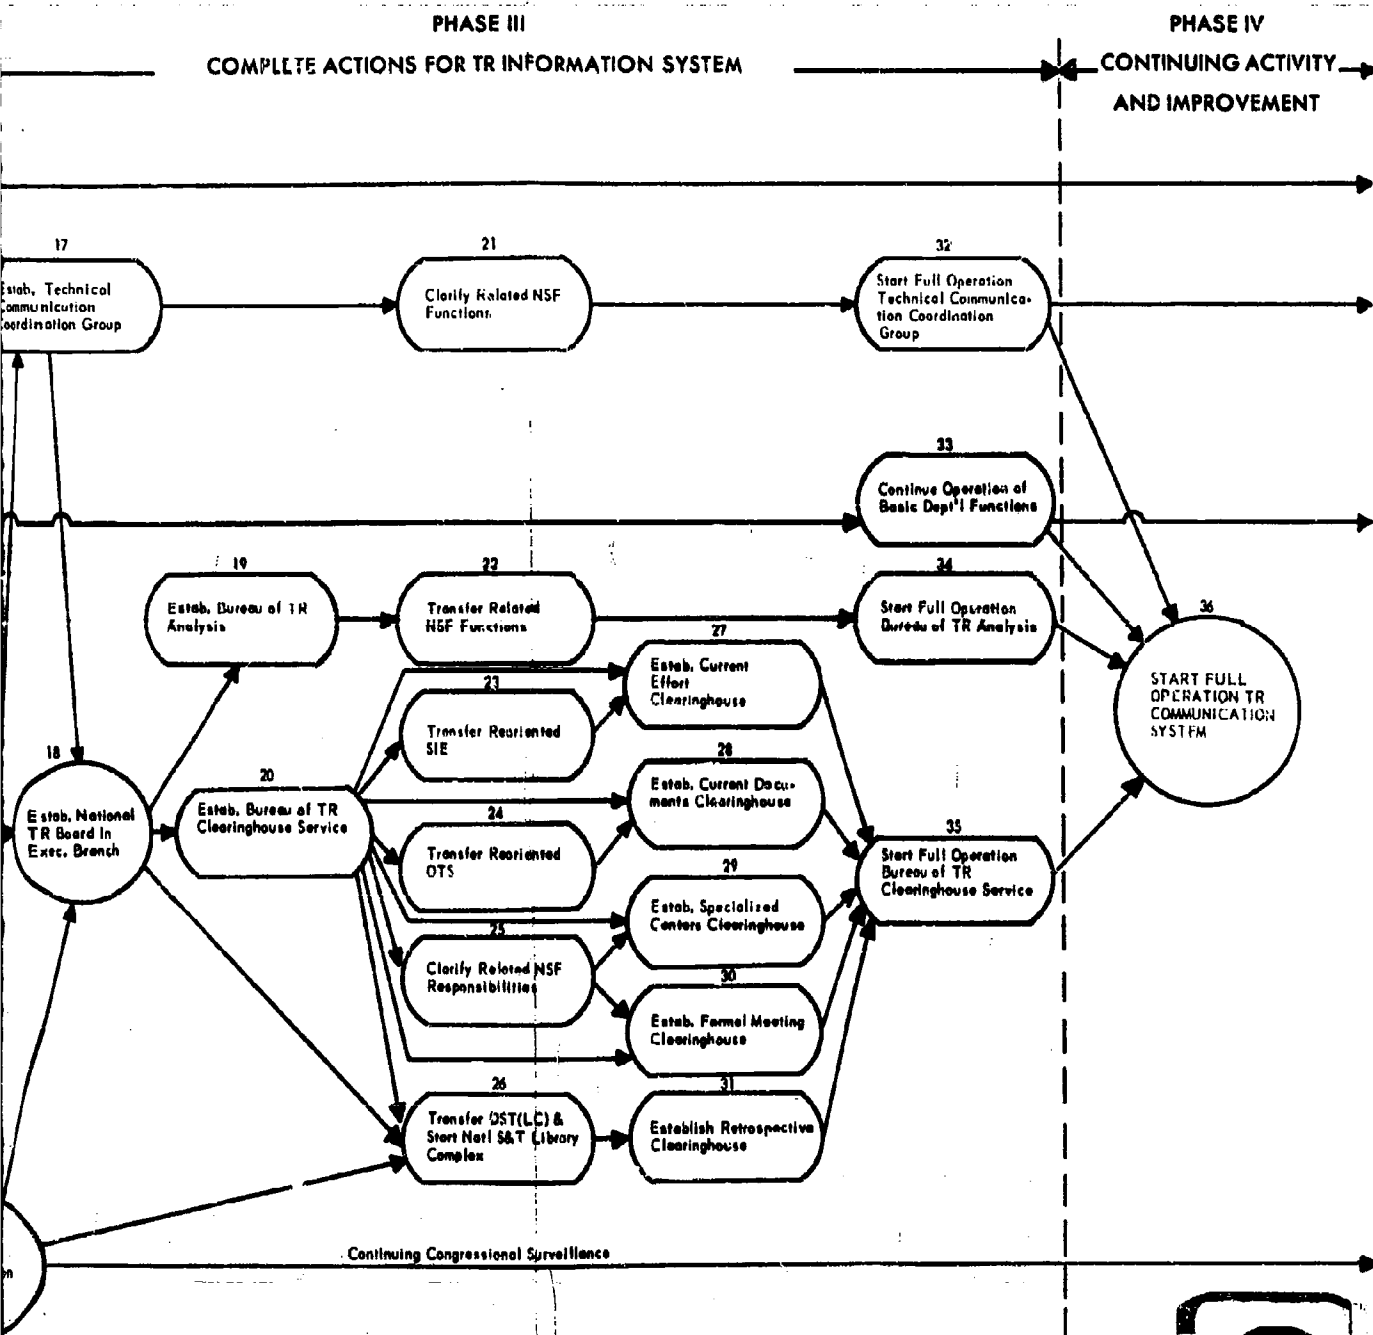 PHASE III
COMPLETE ACTIONS FOR TR INFORMATION SYSTEM
PHASE IV
CONTINUING ACTIVITY
AND IMPROVEMENT
17
Estab. Technical
Communication
Coordination Group
21
Clarify Related NSF
Functions
32
Start Full Operation
Technical Communica-
tion Coordination
Group
33
Continue Operation of
Basic Dept'l Functions
19
Estab. Bureau of TR
Analysis
22
Transfer Related
NSF Functions
34
Start Full Operation
Bureau of TR Analysis
36
START FULL
OPERATION TR
COMMUNICATION
SYSTEM
27
Estab. Current
Effort
Clearinghouse
23
Transfer Reoriented
SIE
18
Estab. National
TR Board In
Exec. Branch
20
Estab. Bureau of TR
Clearinghouse Service
28
Estab. Current Docu-
ments Clearinghouse
24
Transfer Reoriented
OTS
35
Start Full Operation
Bureau of TR
Clearinghouse Service
29
Estab. Specialized
Centers Clearinghouse
25
Clarify Related NSF
Responsibilities
30
Estab. Formal Meeting
Clearinghouse
26
Transfer OST(LC) &
Start Natl S&T Library
Complex
31
Establish Retrospective
Clearinghouse
Continuing Congressional Surveillance